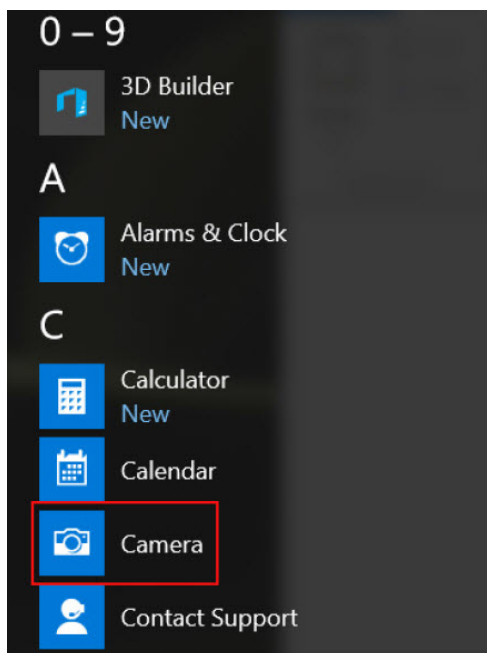 0 – 9
3D Builder
New
A
Alarms & Clock
New
C
Calculator
New
Calendar
Camera
Contact Support